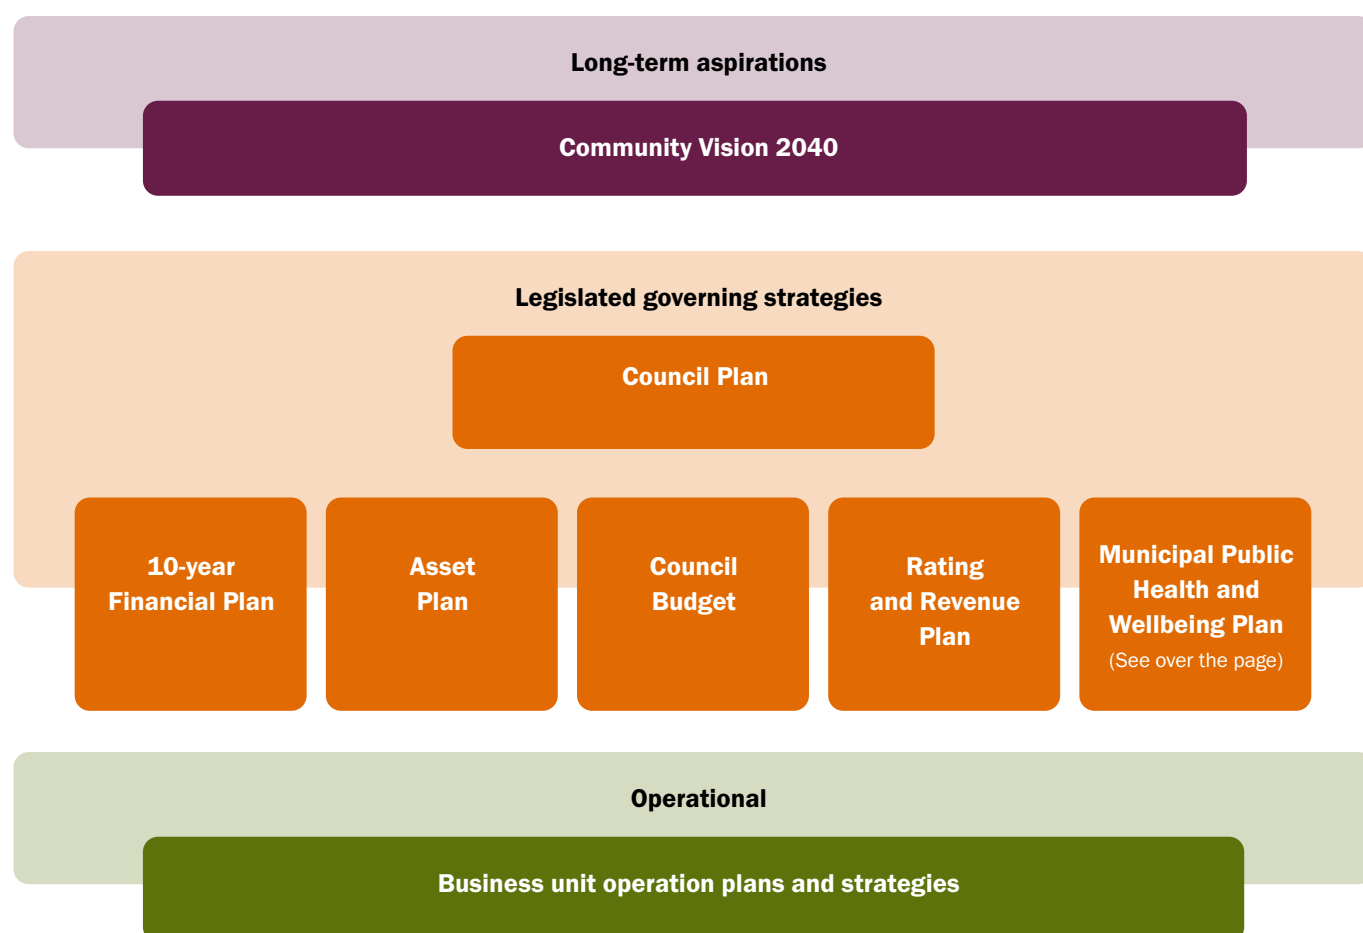 Long-term aspirations
Community Vision 2040
Legislated governing strategies
Council Plan
10-year
Financial Plan
Asset
Plan
Council
Budget
Rating
and Revenue
Plan
Municipal Public
Health and
Wellbeing Plan
(See over the page)
Operational
Business unit operation plans and strategies